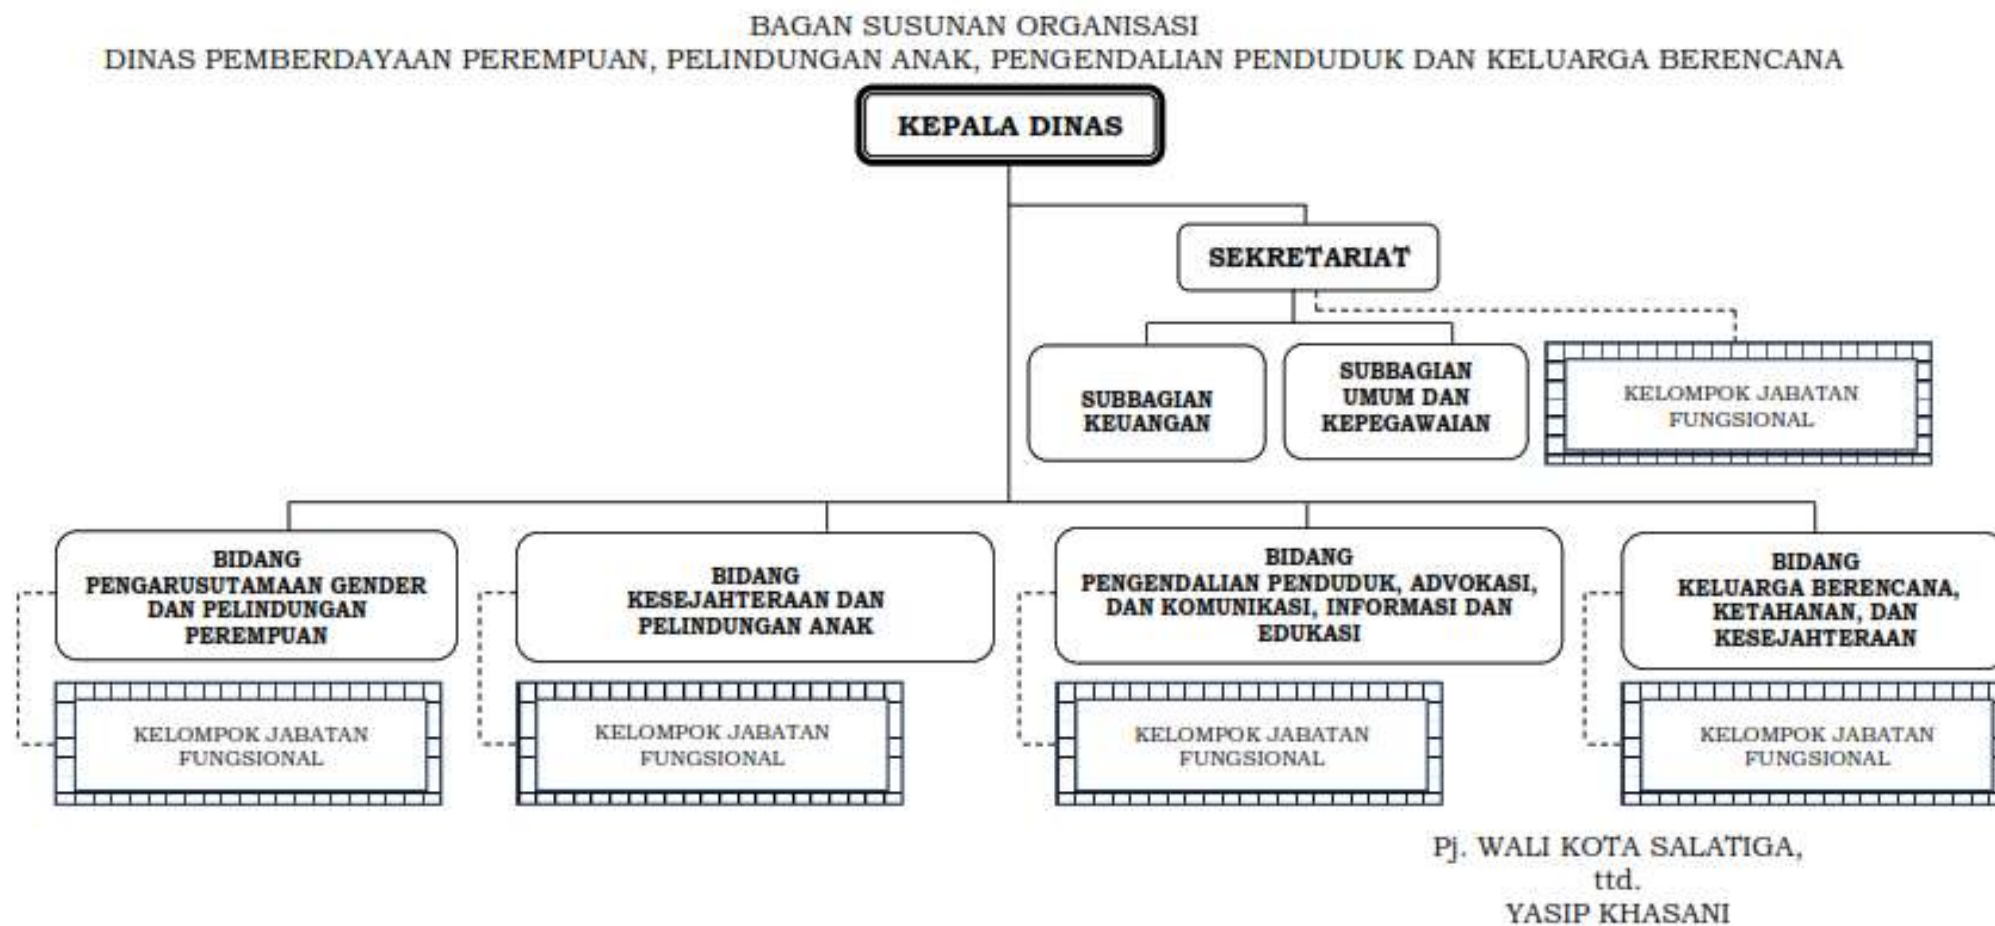 BAGAN SUSUNAN ORGANISASI
DINAS PEMBERDAYAAN PEREMPUAN, PELINDUNGAN ANAK, PENGENDALIAN PENDUDUK DAN KELUARGA BERENCANA
KEPALA DINAS
SEKRETARIAT
SUBBAGIAN
KEUANGAN
SUBBAGIAN
UMUM DAN
KEPEGAWAIAN
KELOMPOK JABATAN
FUNGSIONAL
BIDANG
PENGARUSUTAMAAN GENDER
DAN PELINDUNGAN
PEREMPUAN
BIDANG
KESEJAHTERAAN DAN
PELINDUNGAN ANAK
BIDANG
PENGENDALIAN PENDUDUK, ADVOKASI,
DAN KOMUNIKASI, INFORMASI DAN
EDUKASI
BIDANG
KELUARGA BERENCANA,
KETAHANAN, DAN
KESEJAHTERAAN
KELOMPOK JABATAN
FUNGSIONAL
KELOMPOK JABATAN
FUNGSIONAL
KELOMPOK JABATAN
FUNGSIONAL
KELOMPOK JABATAN
FUNGSIONAL
Pj. WALI KOTA SALATIGA,
ttd.
YASIP KHASANI